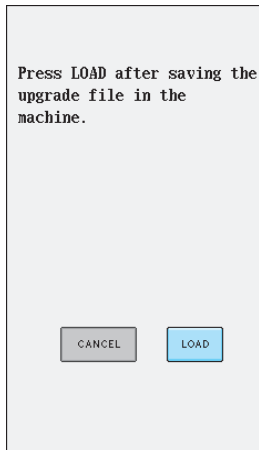 Press LOAD after saving the
upgrade file in the
machine.
CANCEL
LOAD